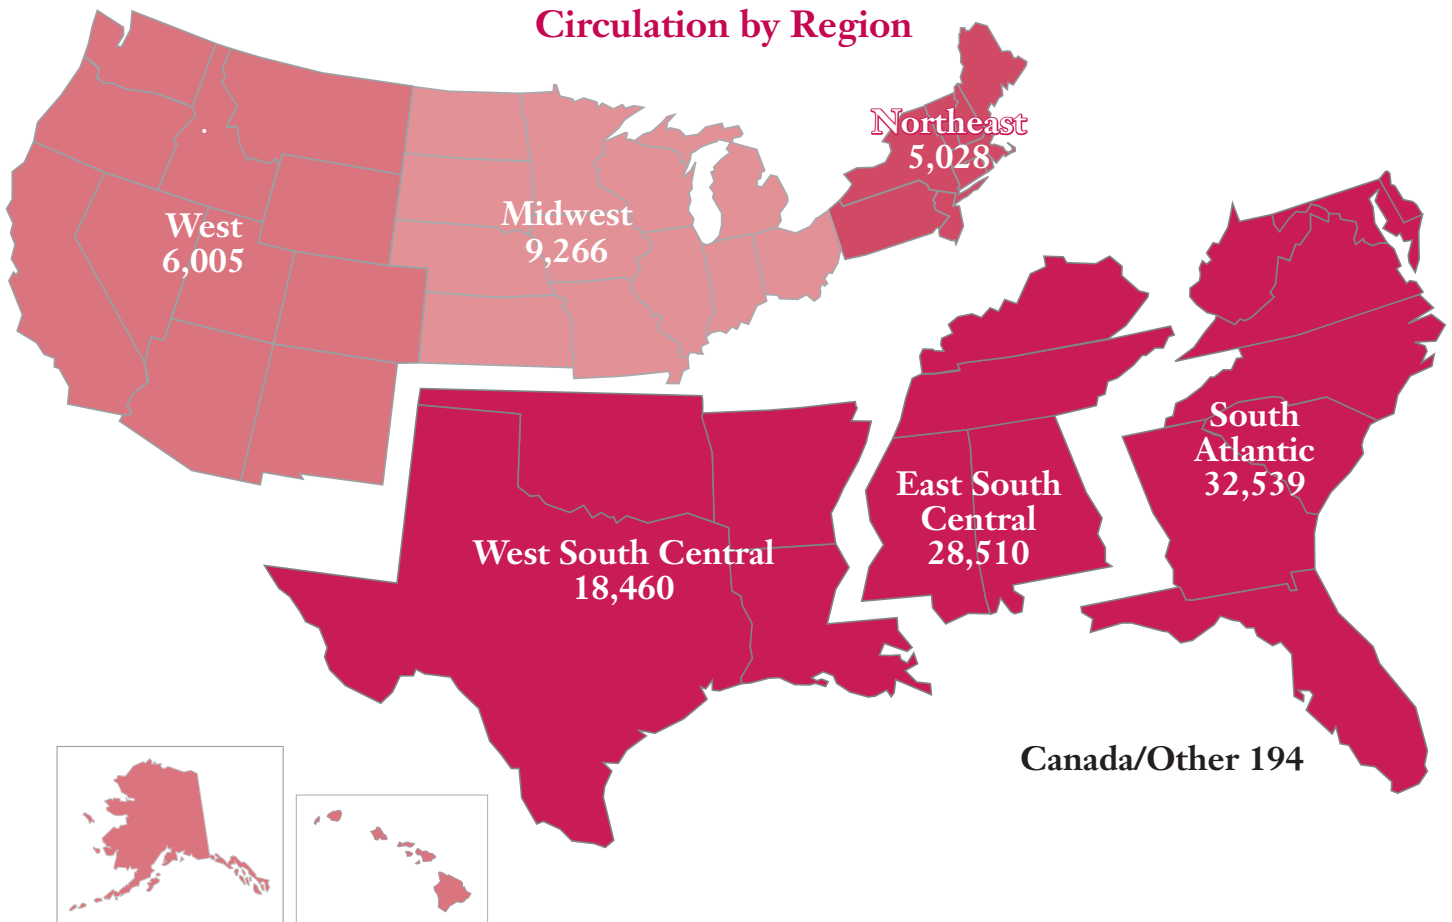 Circulation by Region
Northeast
5,028
West
6,005
Midwest
9,266
South
Atlantic
32,539
East South
Central
28,510
West South Central
18,460
Canada/Other 194